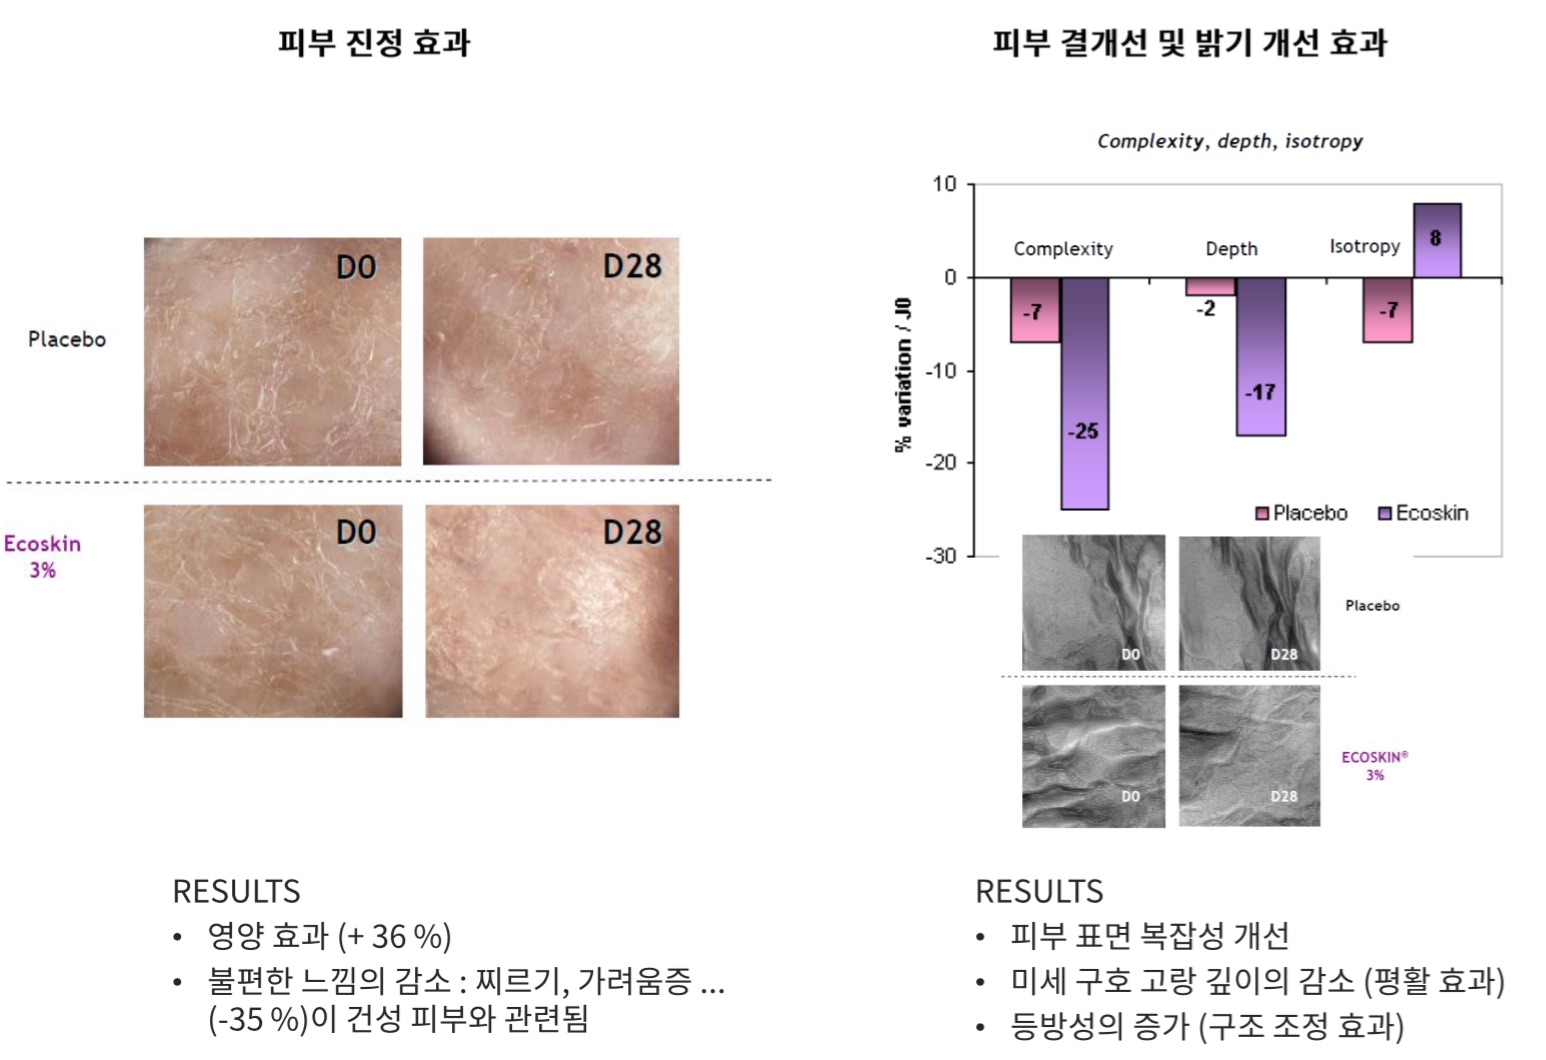 피부 진정 효과
Placebo
D0
D28
Ecoskin
3%
D0
D28
RESULTS
• 영양 효과 (+ 36 %)
• 불편한 느낌의 감소 : 찌르기, 가려움증 ...
(-35 %)이 건성 피부와 관련됨
피부 결개선 및 밝기 개선 효과
Complexity, depth, isotropy
% variation / J0
10
0
-10
-20
-30
Complexity
Depth
Isotropy
-7
-25
-2
-17
-7
8
Placebo
Ecoskin
D0
D28
Placebo
D0
D28
ECOSKIN®
3%
RESULTS
• 피부 표면 복잡성 개선
• 미세 구호 고랑 깊이의 감소 (평활 효과)
• 등방성의 증가 (구조 조정 효과)